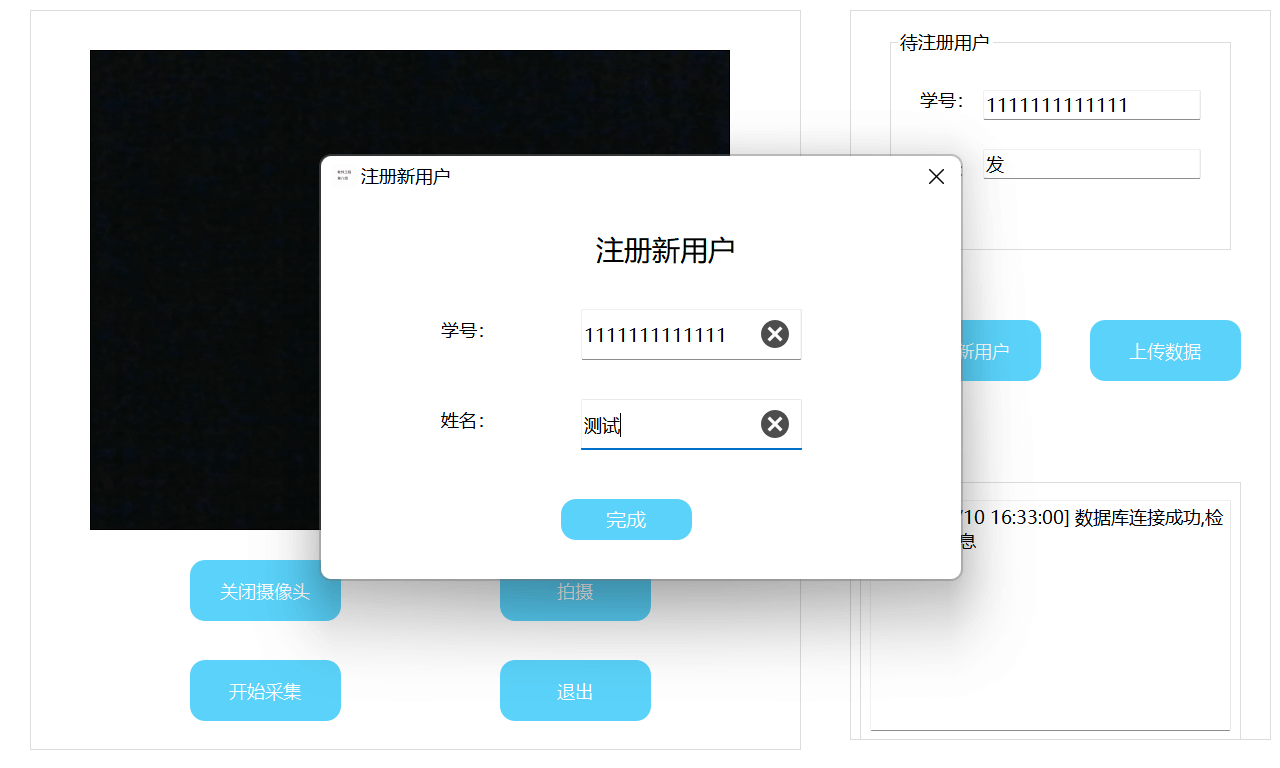 待注册用户
学号：
1111111111111
发
注册新用户
注册新用户
学号：
1111111111111
姓名：
测试
完成
新用户
上传数据
/10 16:33:00] 数据库连接成功,检
息
关闭摄像头
拍摄
开始采集
退出